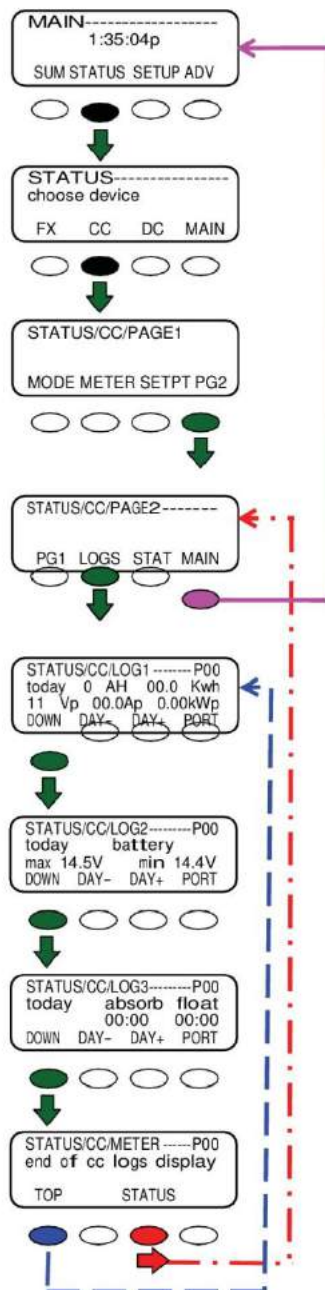 MAIN------------------
1:35:04p
SUM STATUS SETUP ADV
STATUS---------------
choose device
FX CC DC MAIN
STATUS/CC/PAGE1
MODE METER SETPT PG2
STATUS/CC/PAGE2-------
PG1 LOGS STAT MAIN
STATUS/CC/LOG1--------P00
today 0 AH 00.0 Kwh
11 Vp 00.0Ap 0.00kWp
DOWN DAY- DAY+ PORT
STATUS/CC/LOG2--------P00
today battery
max 14.5V min 14.4V
DOWN DAY- DAY+ PORT
STATUS/CC/LOG3--------P00
today absorb float
00:00 00:00
DOWN DAY- DAY+ PORT
STATUS/CC/METER-----P00
end of cc logs display
TOP STATUS